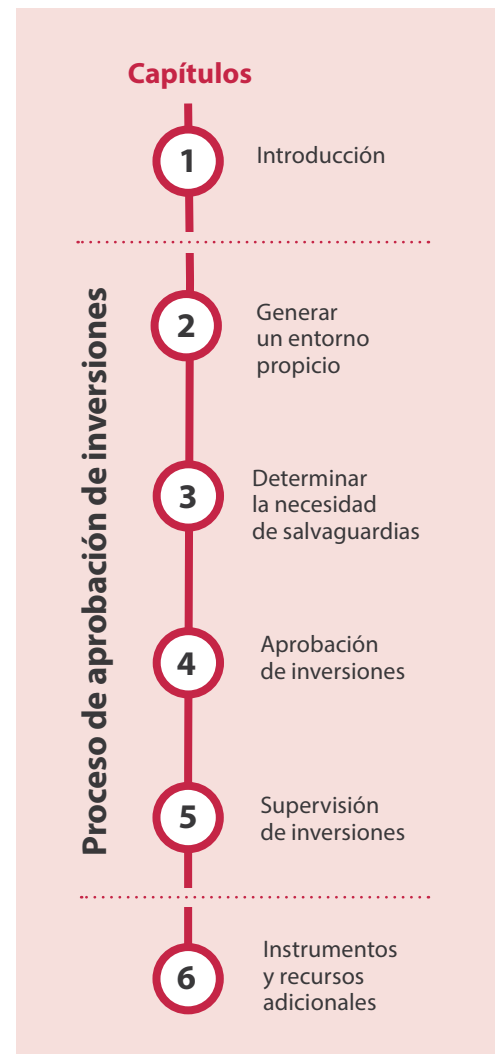 Capítulos
1
Introducción
Proceso de aprobación de inversiones
2
Generar
un entorno
propicio
3
Determinar
la necesidad
de salvaguardias
4
Aprobación
de inversiones
5
Supervisión
de inversiones
6
Instrumentos
y recursos
adicionales